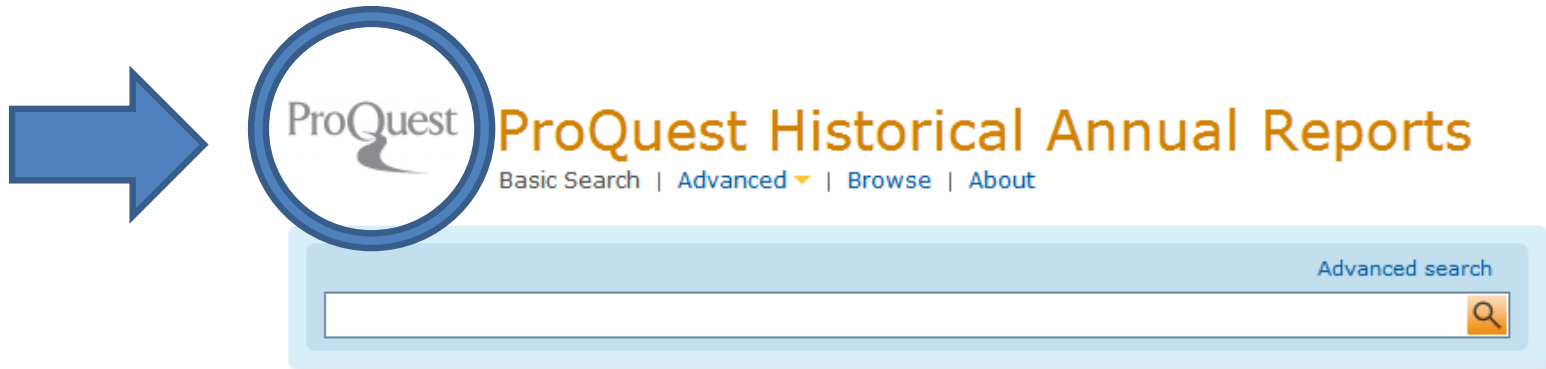 ProQuest
ProQuest Historical Annual Reports
Basic Search | Advanced | Browse | About
Advanced search